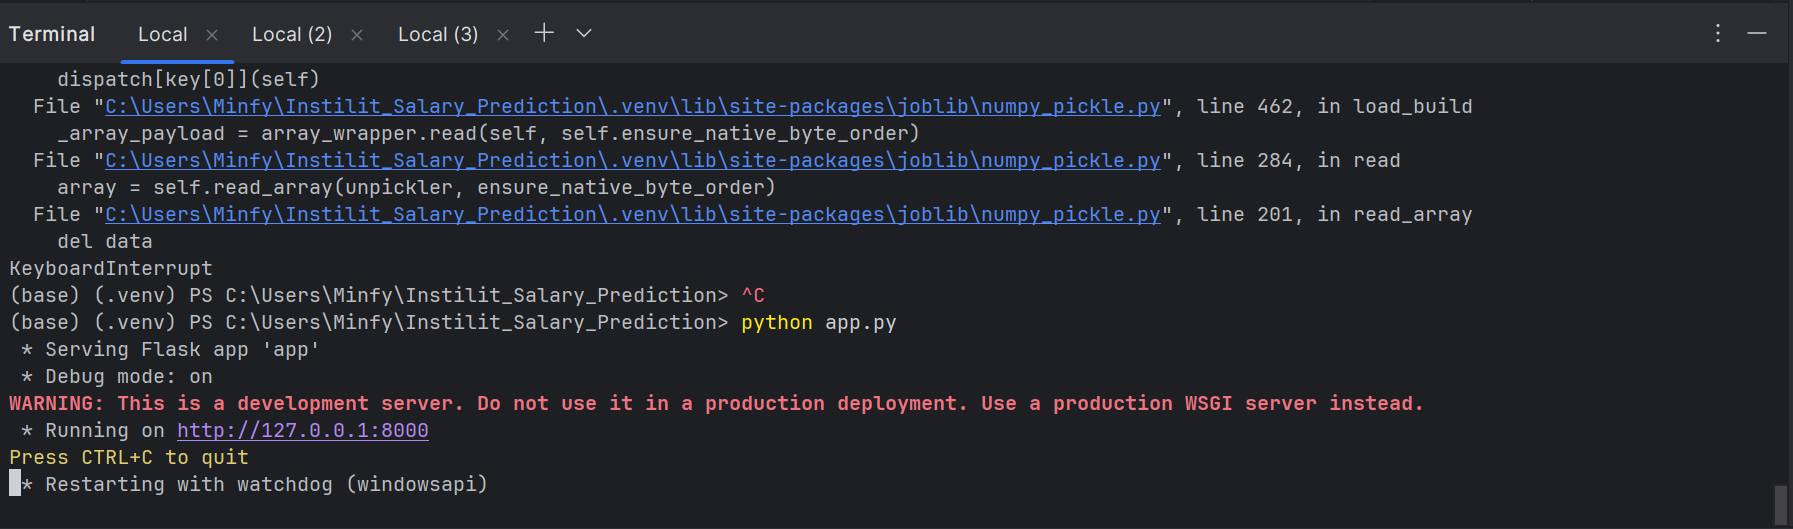 Terminal Local × Local (2) × Local (3) ×
dispatch[key[0]](self)
File "C:\Users\Minfy\Instilit_Salary_Prediction\.venv\lib\site-packages\joblib\numpy_pickle.py", line 462, in load_build
_array_payload = array_wrapper.read(self, self.ensure_native_byte_order)
File "C:\Users\Minfy\Instilit_Salary_Prediction\.venv\lib\site-packages\joblib\numpy_pickle.py", line 284, in read
array = self.read_array(unpickler, ensure_native_byte_order)
File "C:\Users\Minfy\Instilit_Salary_Prediction\.venv\lib\site-packages\joblib\numpy_pickle.py", line 201, in read_array
del data
KeyboardInterrupt
(base) (.venv) PS C:\Users\Minfy\Instilit_Salary_Prediction> ^C
(base) (.venv) PS C:\Users\Minfy\Instilit_Salary_Prediction> python app.py
* Serving Flask app 'app'
* Debug mode: on
WARNING: This is a development server. Do not use it in a production deployment. Use a production WSGI server instead.
* Running on http://127.0.0.1:8000
Press CTRL+C to quit
* Restarting with watchdog (windowsapi)